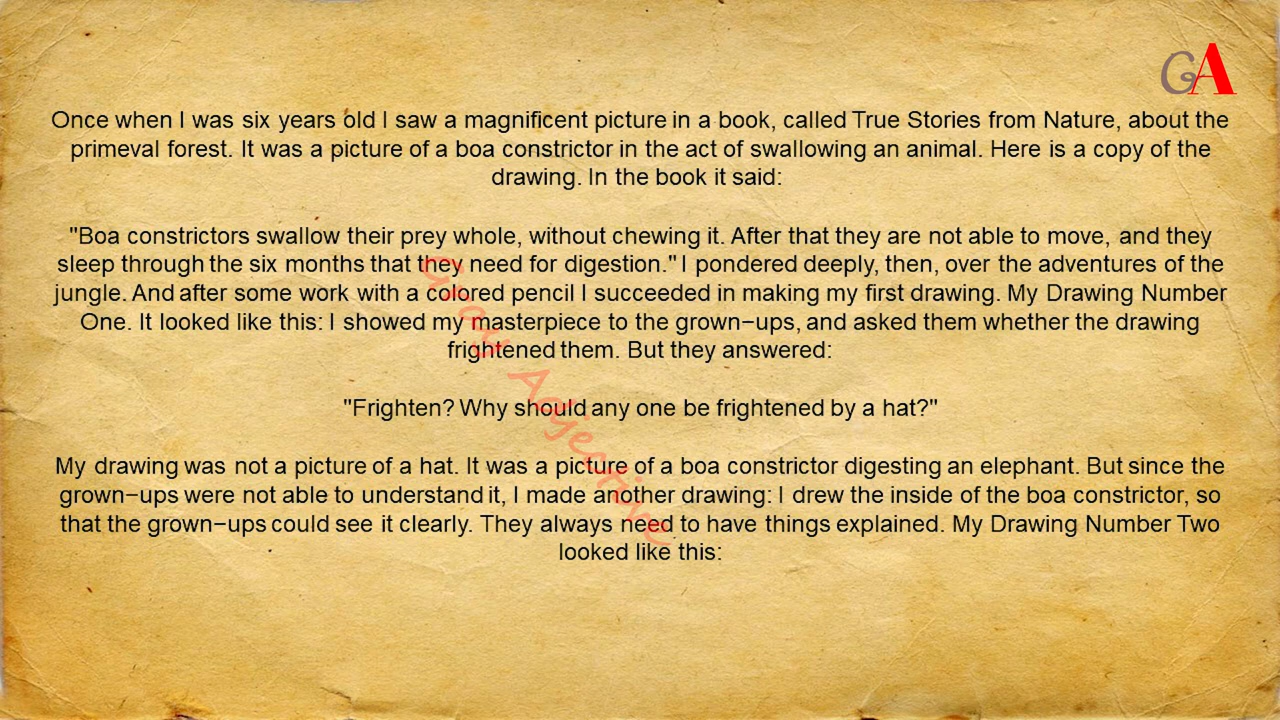 GA
Once when I was six years old I saw a magnificent picture in a book, called True Stories from Nature, about the
primeval forest. It was a picture of a boa constrictor in the act of swallowing an animal. Here is a copy of the
drawing. In the book it said:
"Boa constrictors swallow their prey whole, without chewing it. After that they are not able to move, and they
sleep through the six months that they need for digestion." I pondered deeply, then, over the adventures of the
jungle. And after some work with a colored pencil I succeeded in making my first drawing. My Drawing Number
One. It looked like this: I showed my masterpiece to the grown−ups, and asked them whether the drawing
frightened them. But they answered:
"Frighten? Why should any one be frightened by a hat?"
My drawing was not a picture of a hat. It was a picture of a boa constrictor digesting an elephant. But since the
grown−ups were not able to understand it, I made another drawing: I drew the inside of the boa constrictor, so
that the grown−ups could see it clearly. They always need to have things explained. My Drawing Number Two
looked like this:
Gray Adjective